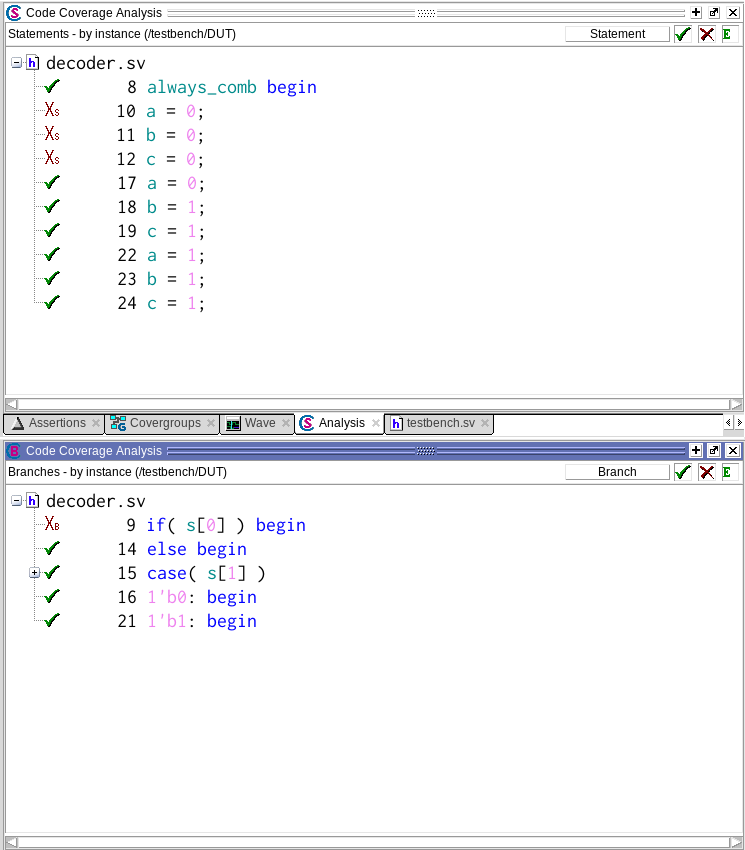 Code Coverage Analysis
Statements - by instance (/testbench/DUT) Statement E
h decoder.sv
8 always_comb begin
Xs 10 a = 0;
Xs 11 b = 0;
Xs 12 c = 0;
17 a = 0;
18 b = 1;
19 c = 1;
22 a = 1;
23 b = 1;
24 c = 1;
Assertions Covergroups Wave Analysis h testbench.sv
Code Coverage Analysis
Branches - by instance (/testbench/DUT) Branch E
h decoder.sv
XB 9 if( s[0] ) begin
14 else begin
15 case( s[1] )
16 1'b0: begin
21 1'b1: begin